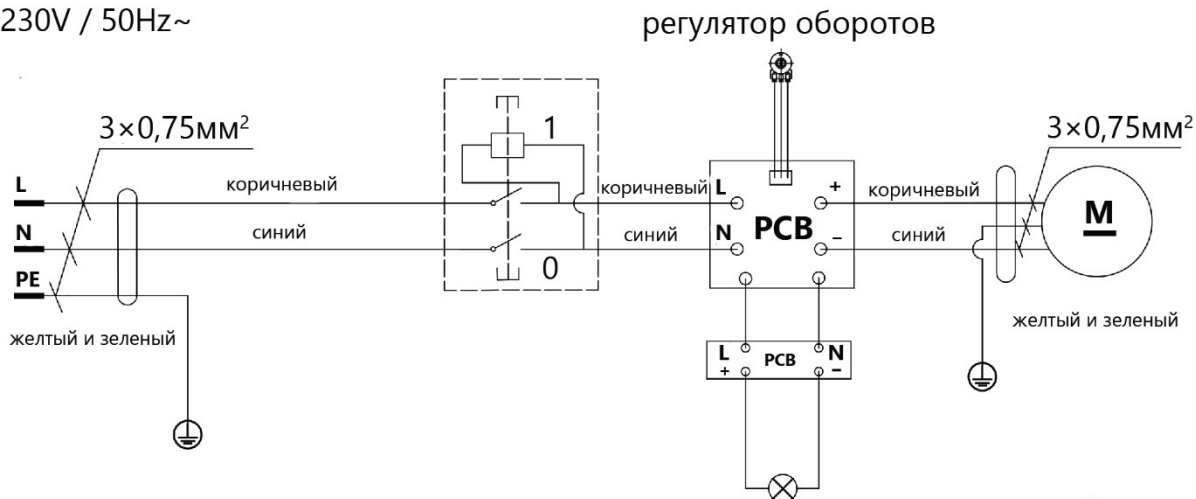 230V / 50Hz~
регулятор оборотов
3×0,75мм²
1
3×0,75мм²
L
коричневый
коричневый
L
+
коричневый
M
N
синий
синий
N
PCB
−
синий
PE
0
желтый и зеленый
желтый и зеленый
L
PCB
N
+
−